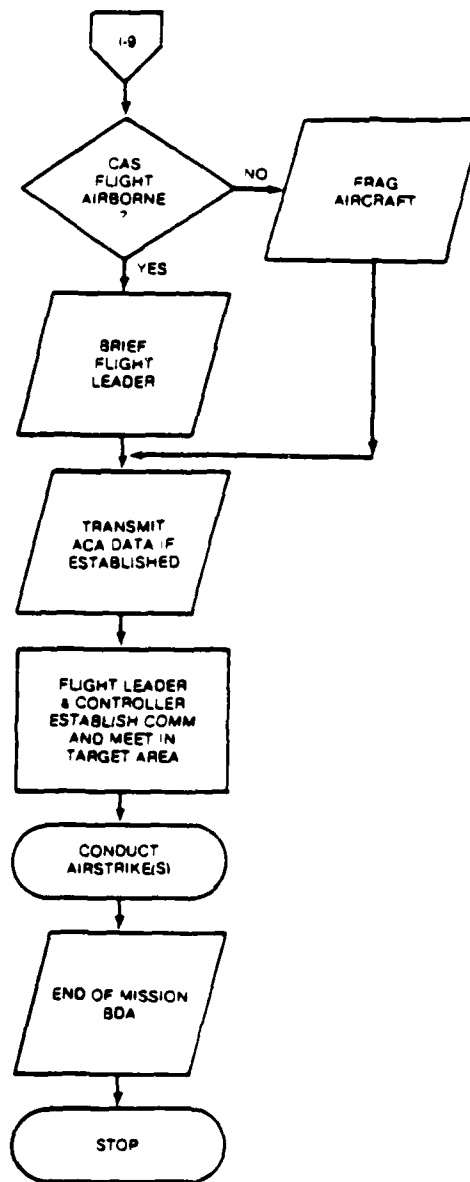 I-9
CAS
FLIGHT
AIRBORNE
?
NO
FRAG
AIRCRAFT
YES
BRIEF
FLIGHT
LEADER
TRANSMIT
ACA DATA IF
ESTABLISHED
FLIGHT LEADER
& CONTROLLER
ESTABLISH COMM
AND MEET IN
TARGET AREA
CONDUCT
AIRSTRIKE(S)
END OF MISSION
BDA
STOP